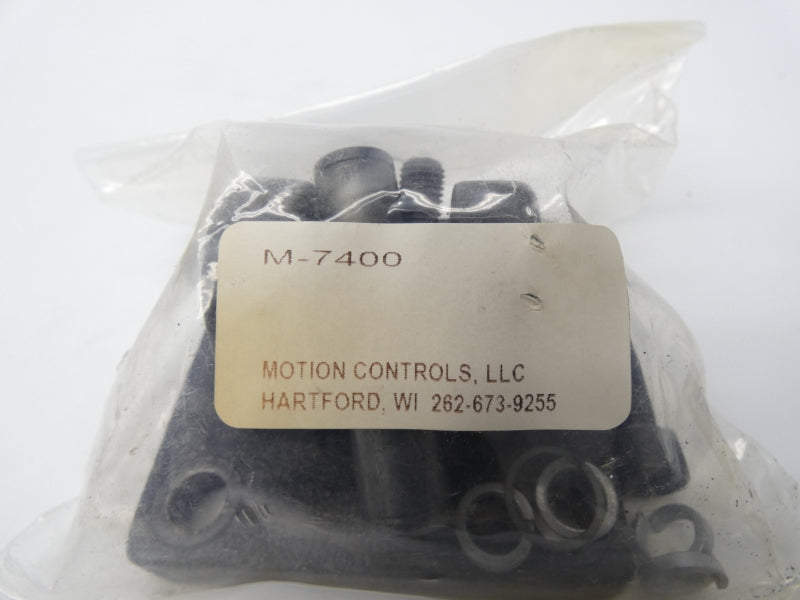 M-7400
MOTION CONTROLS, LLC
HARTFORD, WI 262-673-9255